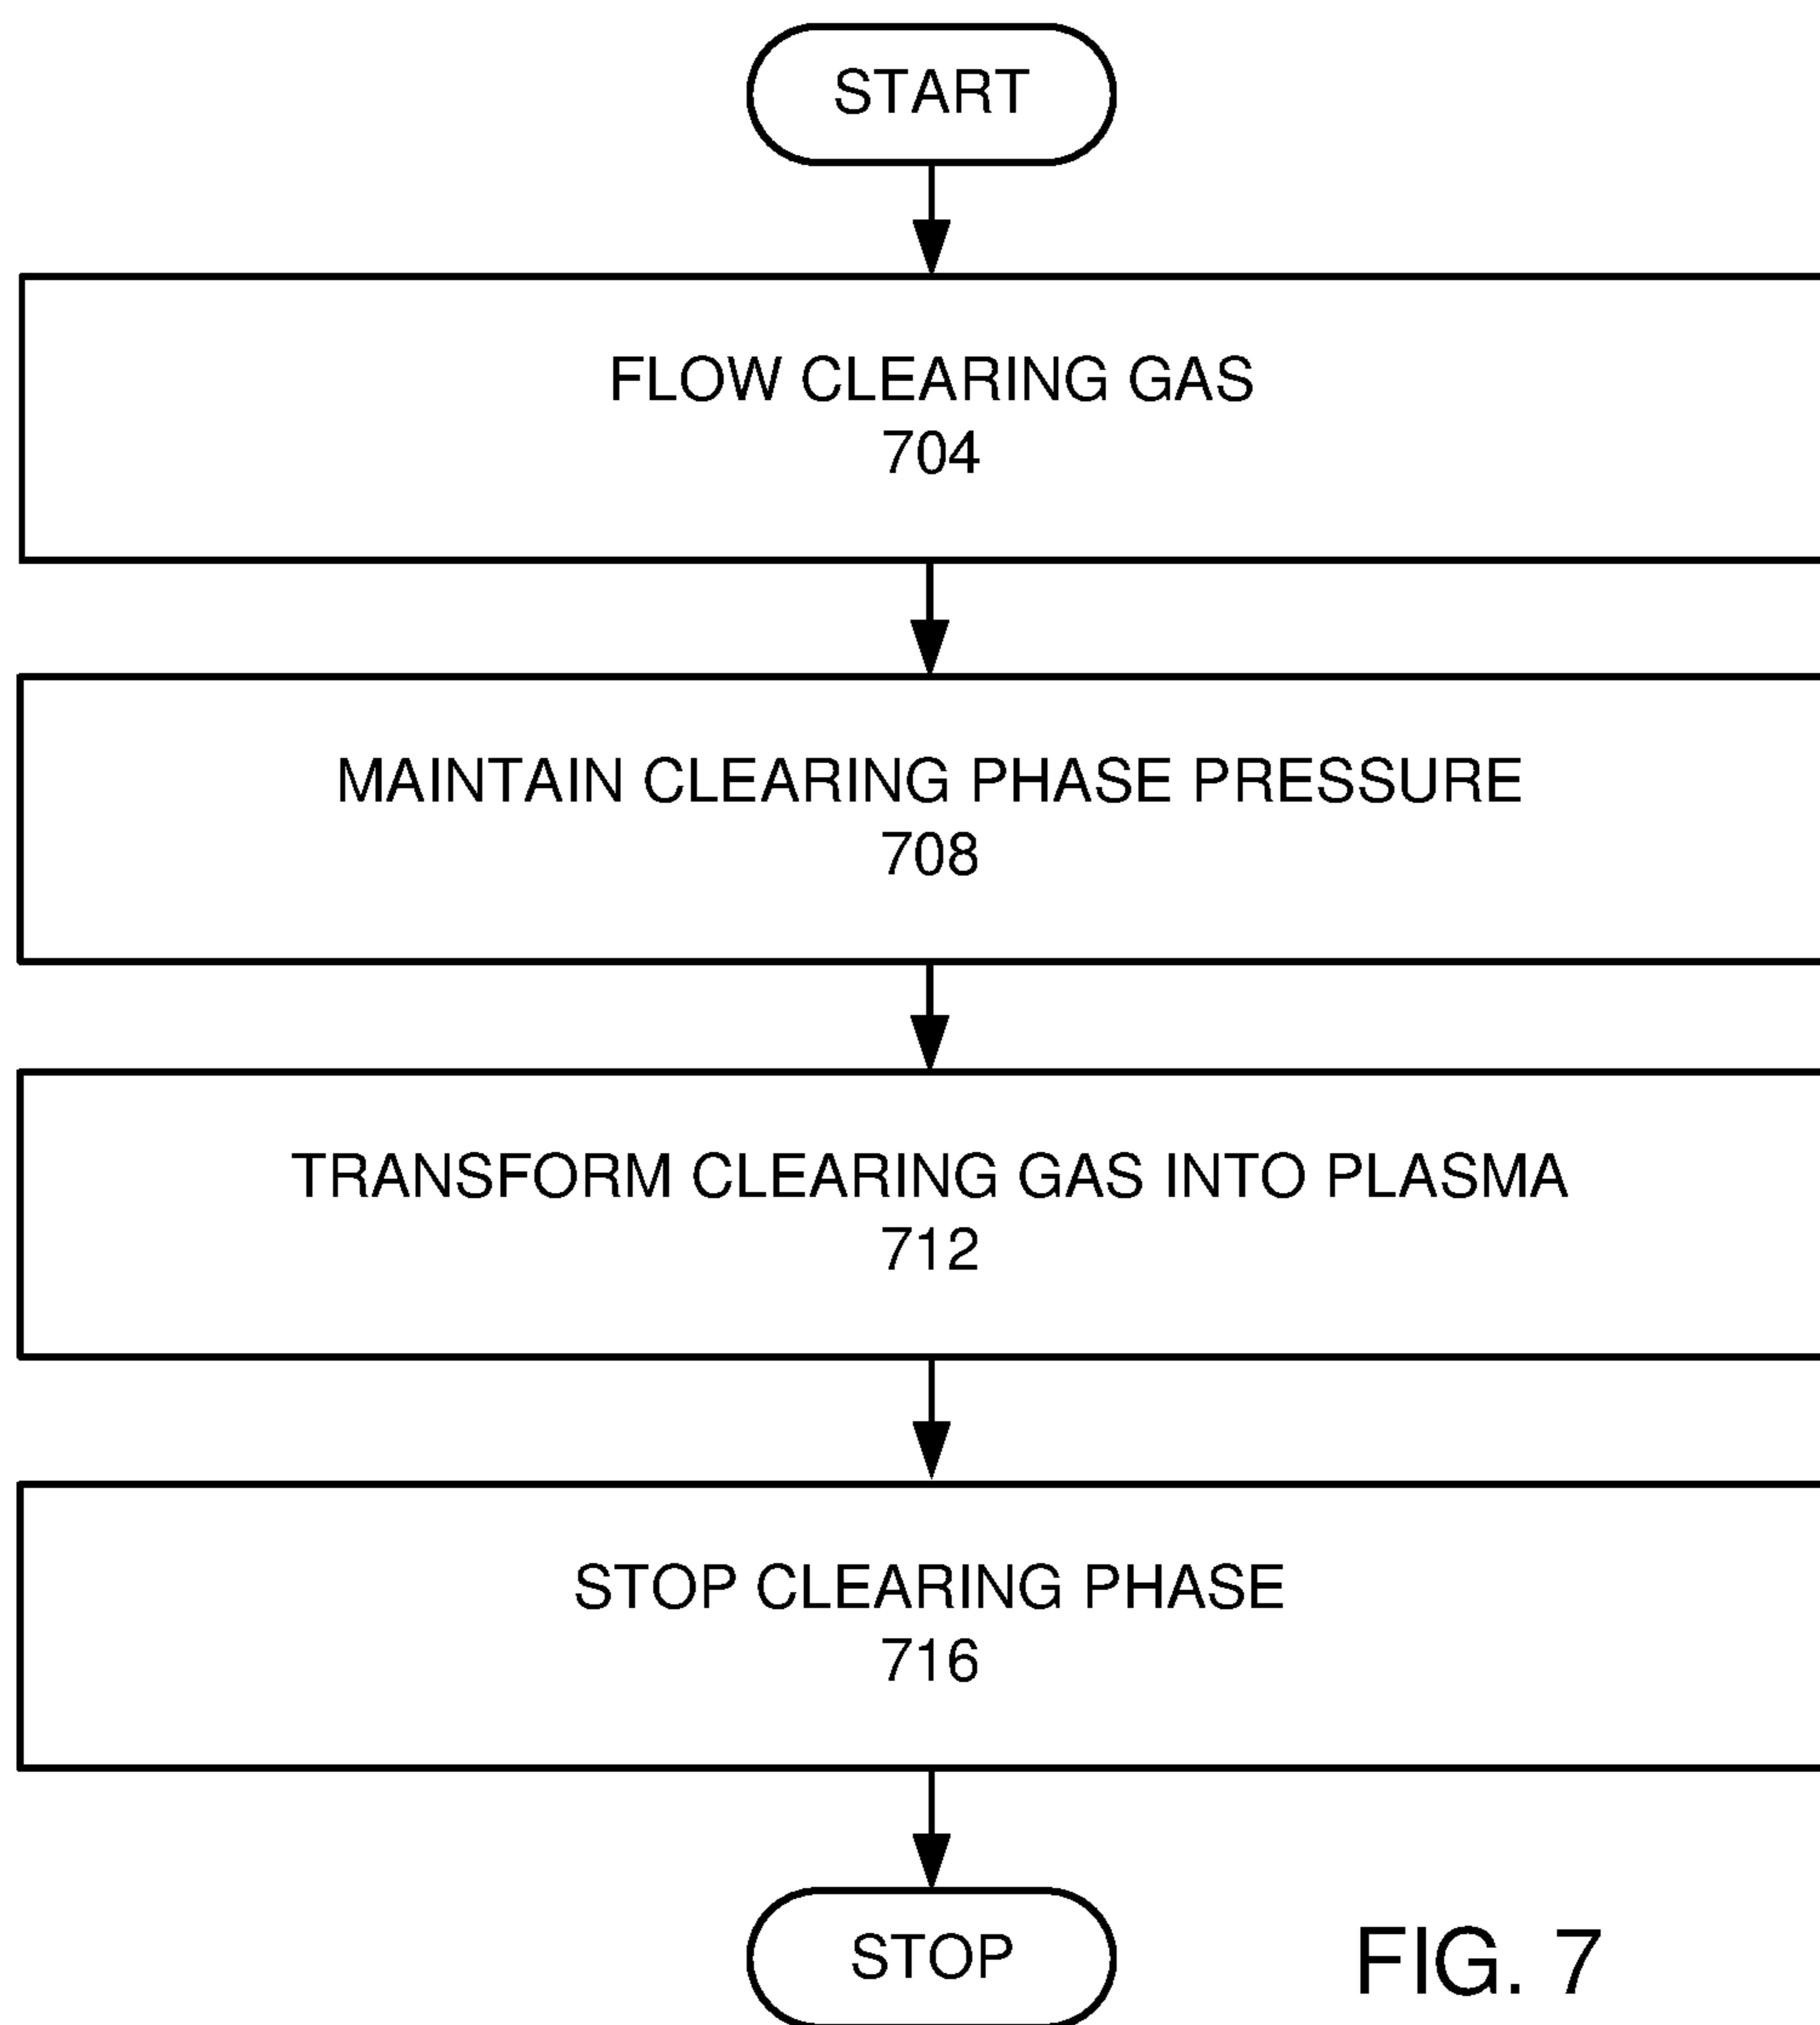 START
FLOW CLEARING GAS
704
MAINTAIN CLEARING PHASE PRESSURE
708
TRANSFORM CLEARING GAS INTO PLASMA
712
STOP CLEARING PHASE
716
STOP
FIG. 7